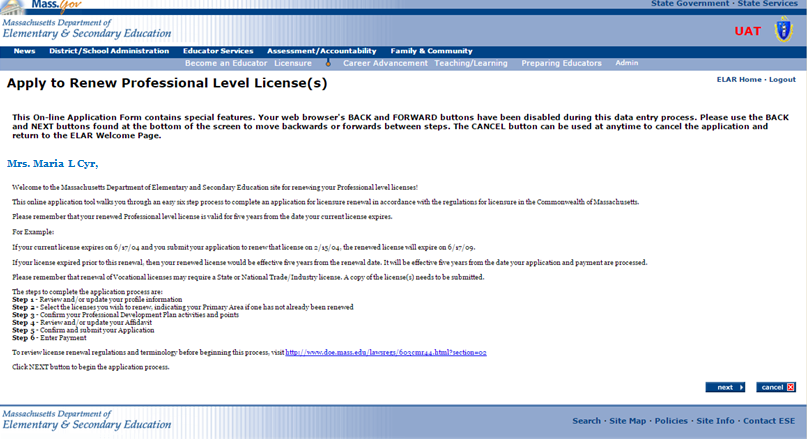 Mass.Gov
State Government · State Services
Massachusetts Department of
Elementary & Secondary Education
UAT
News District/School Administration Educator Services Assessment/Accountability Family & Community
Become an Educator Licensure Career Advancement Teaching/Learning Preparing Educators Admin
Apply to Renew Professional Level License(s)
ELAR Home · Logout
This On-line Application Form contains special features. Your web browser's BACK and FORWARD buttons have been disabled during this data entry process. Please use the BACK
and NEXT buttons found at the bottom of the screen to move backwards or forwards between steps. The CANCEL button can be used at anytime to cancel the application and
return to the ELAR Welcome Page.
Mrs. Maria L Cyr,
Welcome to the Massachusetts Department of Elementary and Secondary Education site for renewing your Professional level licenses!
This online application tool walks you through an easy six step process to complete an application for licensure renewal in accordance with the regulations for licensure in the Commonwealth of Massachusetts.
Please remember that your renewed Professional level license is valid for five years from the date your current license expires.
For Example:
If your current license expires on 6/17/04 and you submit your application to renew that license on 2/15/04, the renewed license will expire on 6/17/09.
If your license expired prior to this renewal, then your renewed license would be effective five years from the renewal date. It will be effective five years from the date your application and payment are processed.
Please remember that renewal of Vocational licenses may require a State or National Trade/Industry license. A copy of the license(s) needs to be submitted.
The steps to complete the application process are:
Step 1 - Review and/or update your profile information
Step 2 - Select the licenses you wish to renew, indicating your Primary Area if one has not already been renewed
Step 3 - Confirm your Professional Development Plan activities and points
Step 4 - Review and/or update your Affidavit
Step 5 - Confirm and submit your Application
Step 6 - Enter Payment
To review license renewal regulations and terminology before beginning this process, visit http://www.doe.mass.edu/lawsregs/603cmr44.html?section=02
Click NEXT button to begin the application process.
next cancel
Massachusetts Department of
Elementary & Secondary Education
Search · Site Map · Policies · Site Info · Contact ESE